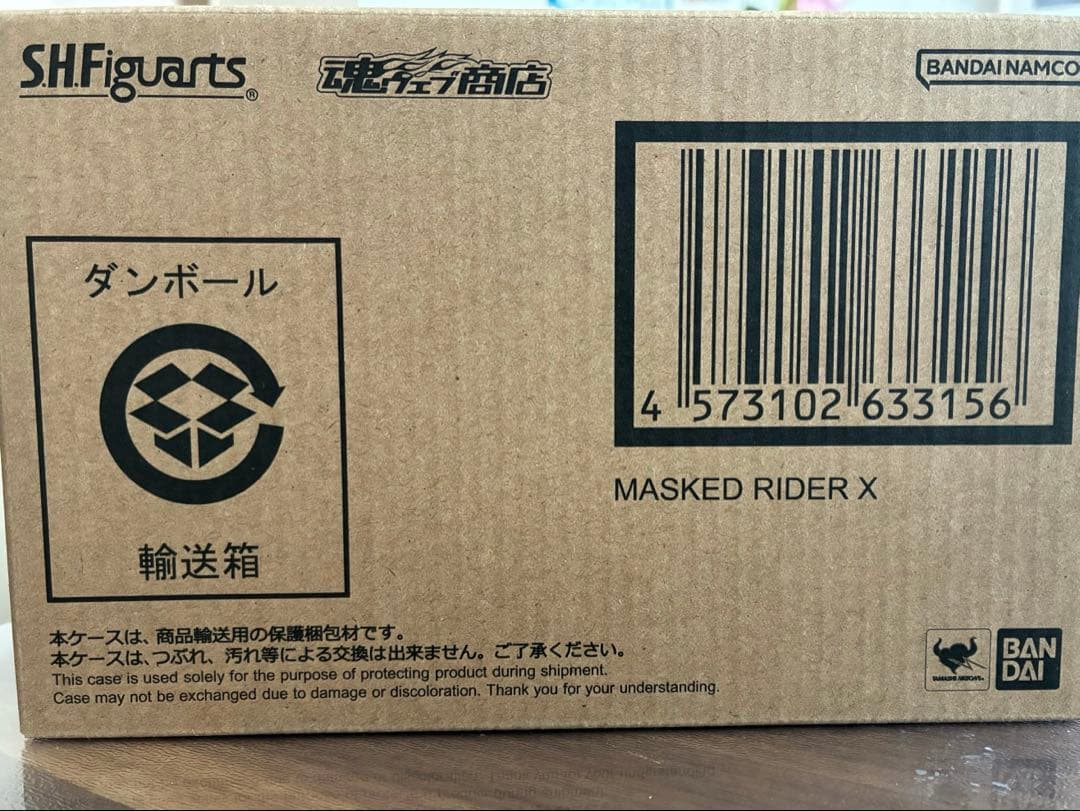 S.H.Figuarts®
魂ウェブ商店
BANDAI NAMCO
4 573102 633156
MASKED RIDER X
ダンボール
輸送箱
本ケースは、商品輸送用の保護梱包材です。
本ケースは、つぶれ、汚れ等による交換は出来ません。ご了承ください。
This case is used solely for the purpose of protecting product during shipment.
Case may not be exchanged due to damage or discoloration. Thank you for your understanding.
TAMASHII NATIONS
BAN
DAI